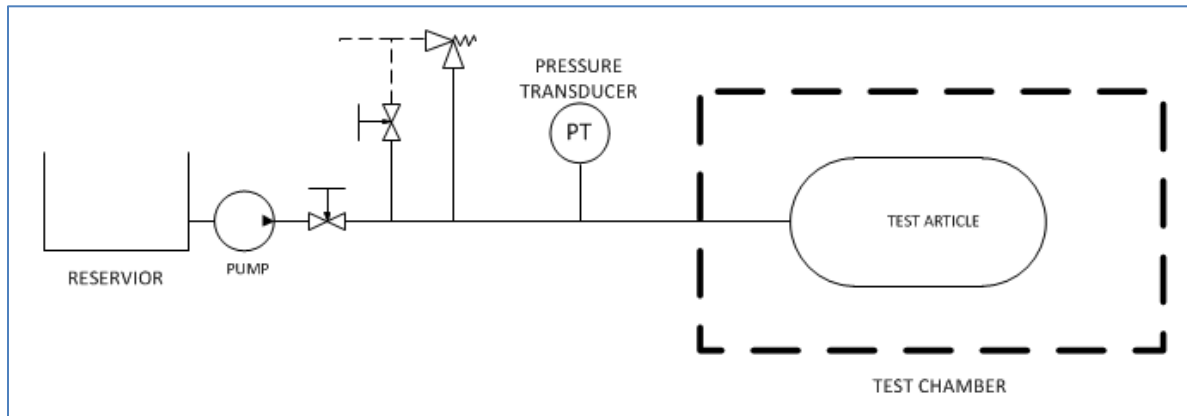 PRESSURE
TRANSDUCER
PT
TEST ARTICLE
RESERVIOR
PUMP
TEST CHAMBER